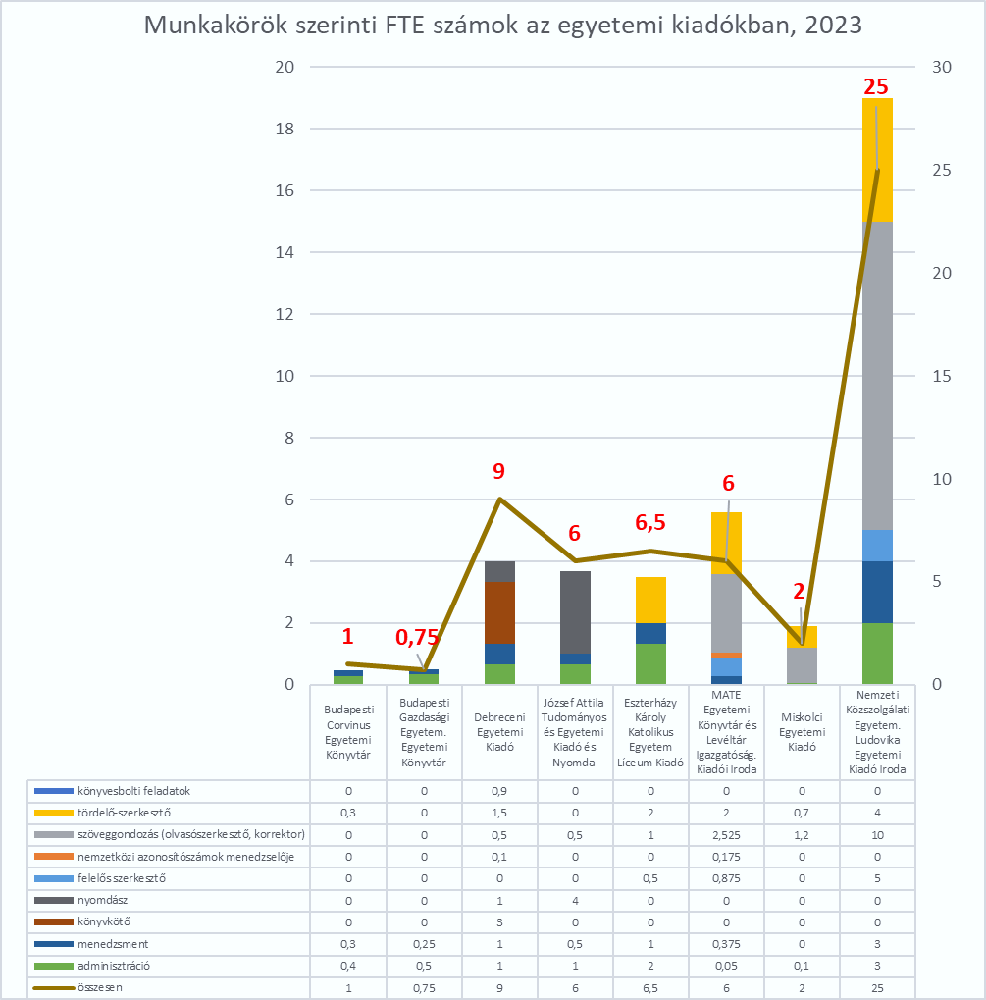 Munkakörök szerinti FTE számok az egyetemi kiadókban, 2023
20 30
18
25
16
14 20
12
10 15
8
10
6
4
5
2
0 0
1 0,75 9 6 6,5 6 2 25
Budapesti
Corvinus
Egyetemi
Könyvtár
Budapesti
Gazdasági
Egyetem.
Egyetemi
Könyvtár
Debreceni
Egyetemi
Kiadó
József Attila
Tudományos
és Egyetemi
Kiadó és
Nyomda
Eszterházy
Károly
Katolikus
Egyetem
Líceum Kiadó
MATE
Egyetemi
Könyvtár és
Levéltár
Igazgatóság.
Kiadói Iroda
Miskolci
Egyetemi
Kiadó
Nemzeti
Közszolgálati
Egyetem.
Ludovika
Egyetemi
Kiadó Iroda
könyvesbolti feladatok 0 0 0,9 0 0 0 0 0
tördelő-szerkesztő 0,3 0 1,5 0 2 2 0,7 4
szöveggondozás (olvasószerkesztő, korrektor) 0 0 0,5 0,5 1 2,525 1,2 10
nemzetközi azonosítószámok menedzselője 0 0 0,1 0 0 0,175 0 0
felelős szerkesztő 0 0 0 0 0,5 0,875 0 5
nyomdász 0 0 1 4 0 0 0 0
könyvkötő 0 0 3 0 0 0 0 0
menedzsment 0,3 0,25 1 0,5 1 0,375 0 3
adminisztráció 0,4 0,5 1 1 2 0,05 0,1 3
összesen 1 0,75 9 6 6,5 6 2 25